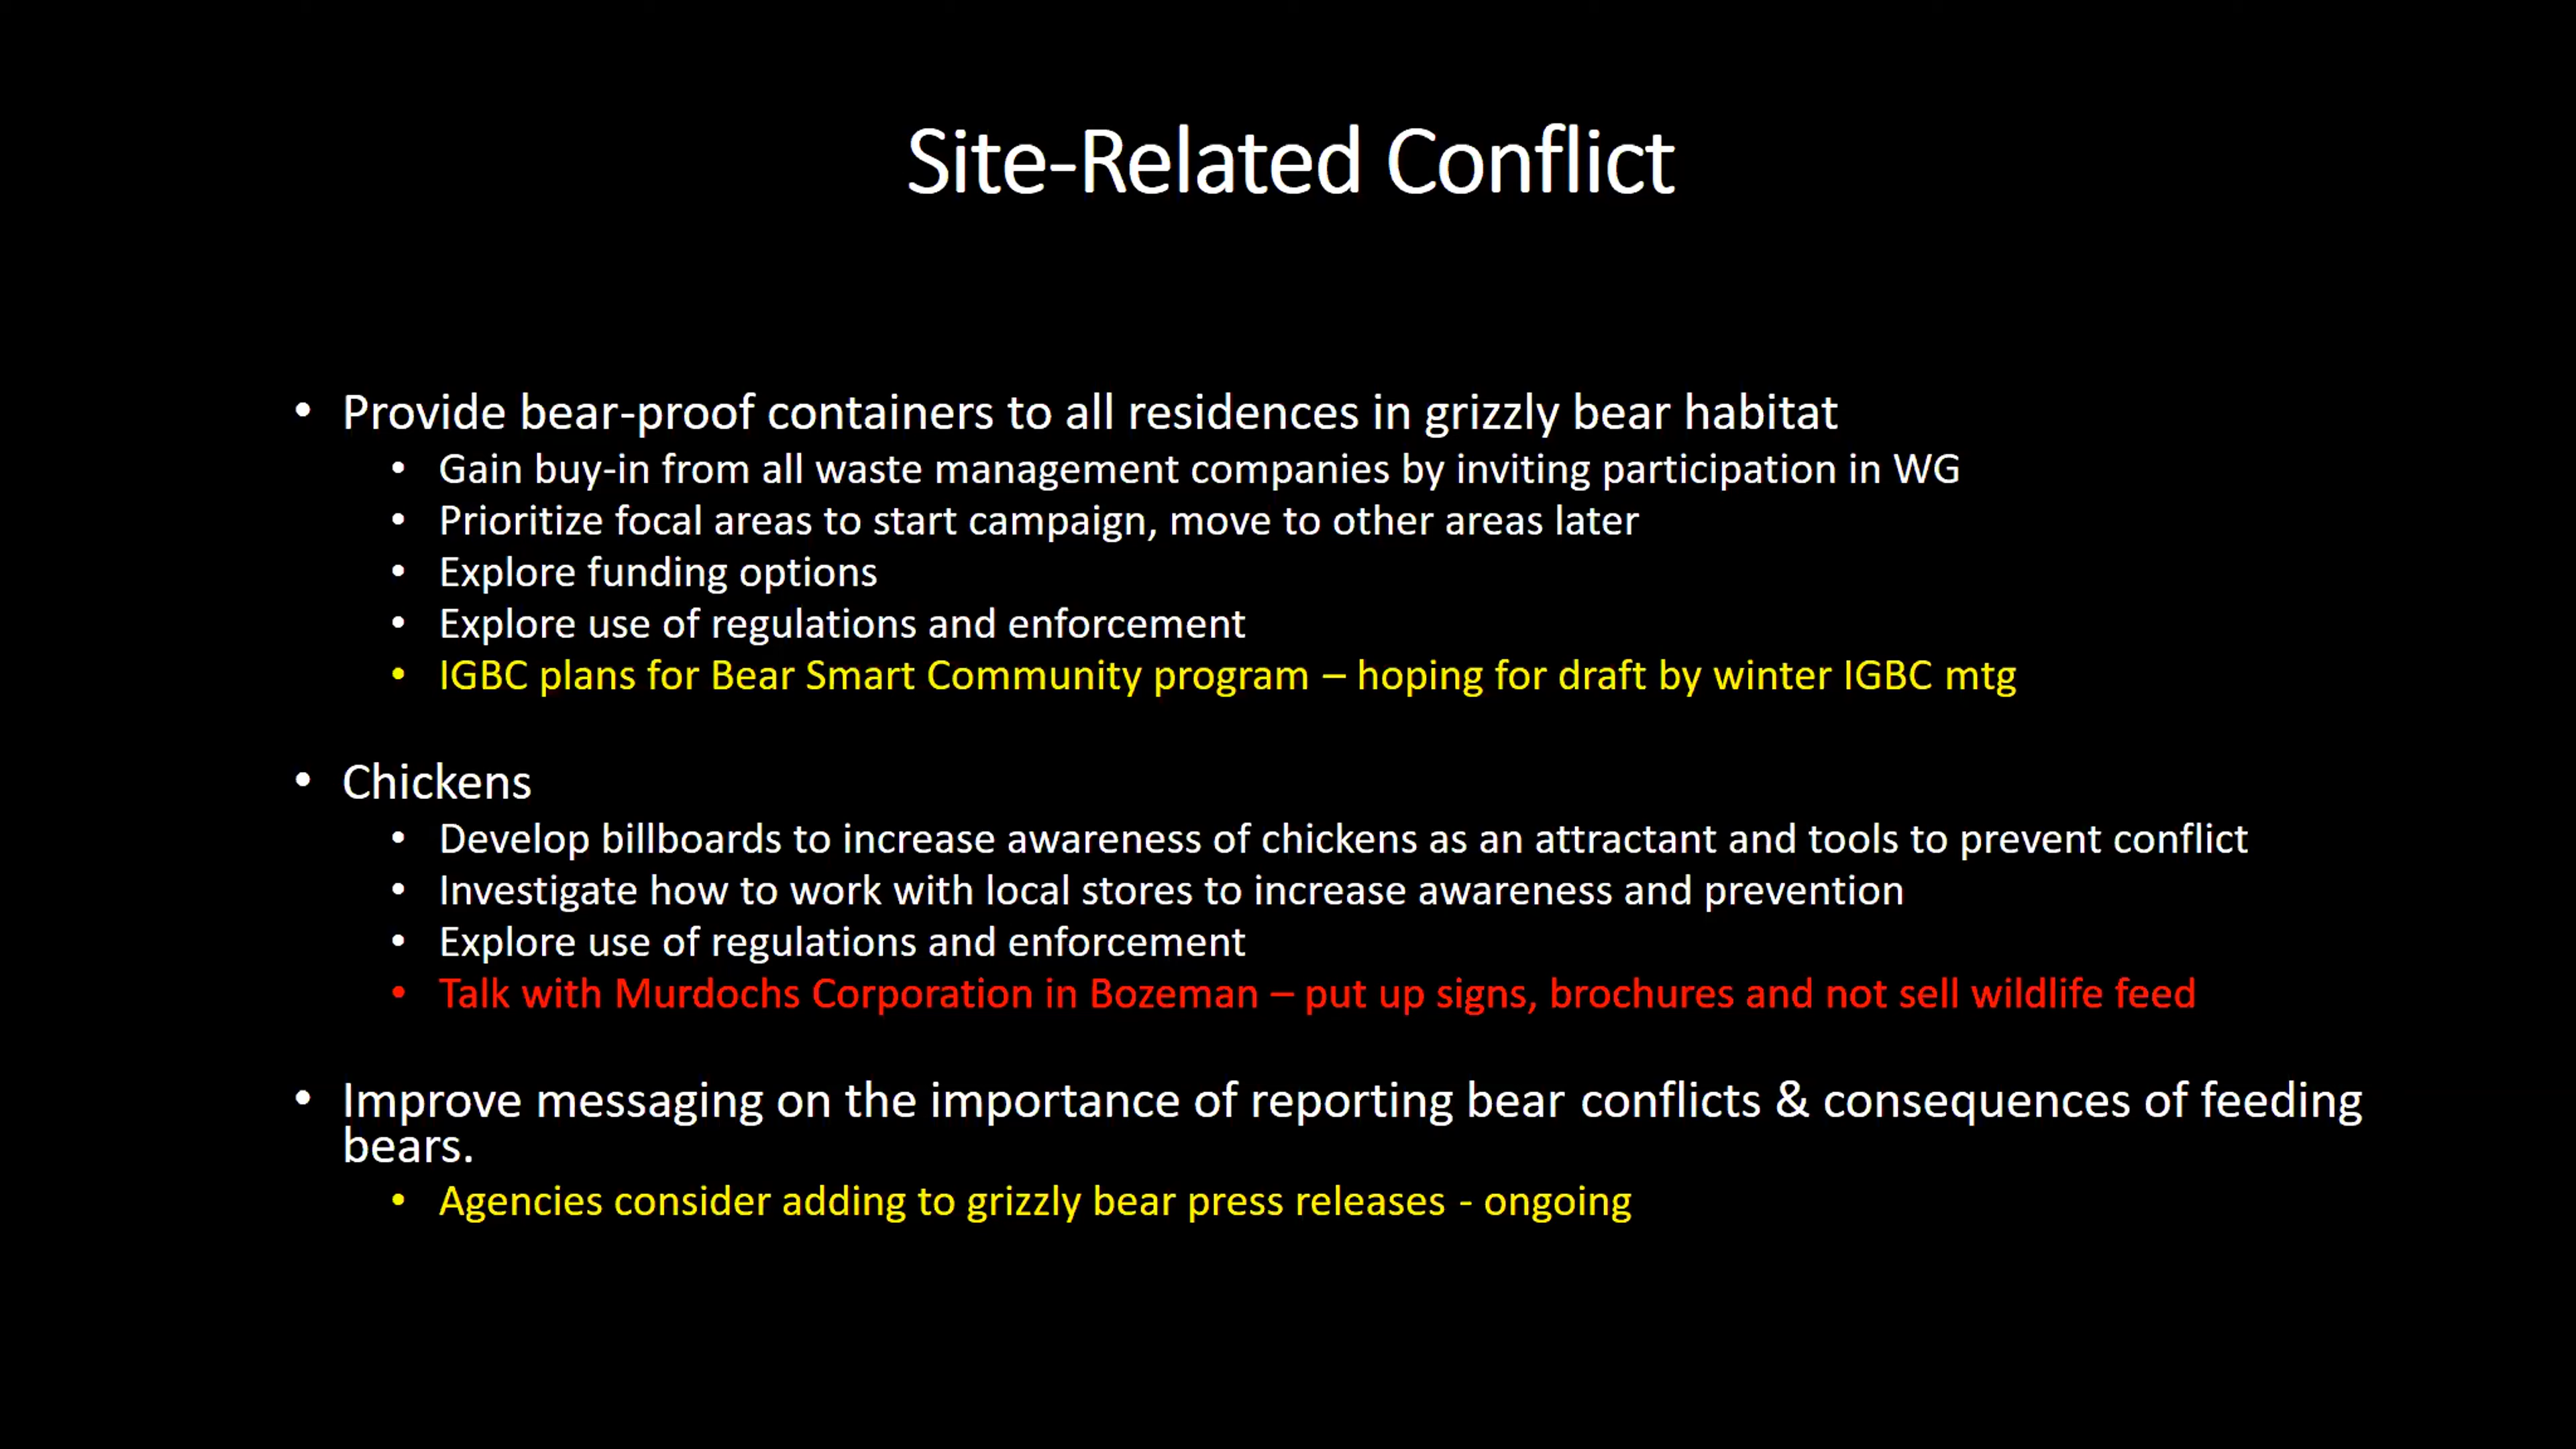 Site-Related Conflict
• Provide bear-proof containers to all residences in grizzly bear habitat
• Gain buy-in from all waste management companies by inviting participation in WG
• Prioritize focal areas to start campaign, move to other areas later
• Explore funding options
• Explore use of regulations and enforcement
• IGBC plans for Bear Smart Community program – hoping for draft by winter IGBC mtg
• Chickens
• Develop billboards to increase awareness of chickens as an attractant and tools to prevent conflict
• Investigate how to work with local stores to increase awareness and prevention
• Explore use of regulations and enforcement
• Talk with Murdochs Corporation in Bozeman – put up signs, brochures and not sell wildlife feed
• Improve messaging on the importance of reporting bear conflicts & consequences of feeding
bears.
• Agencies consider adding to grizzly bear press releases - ongoing